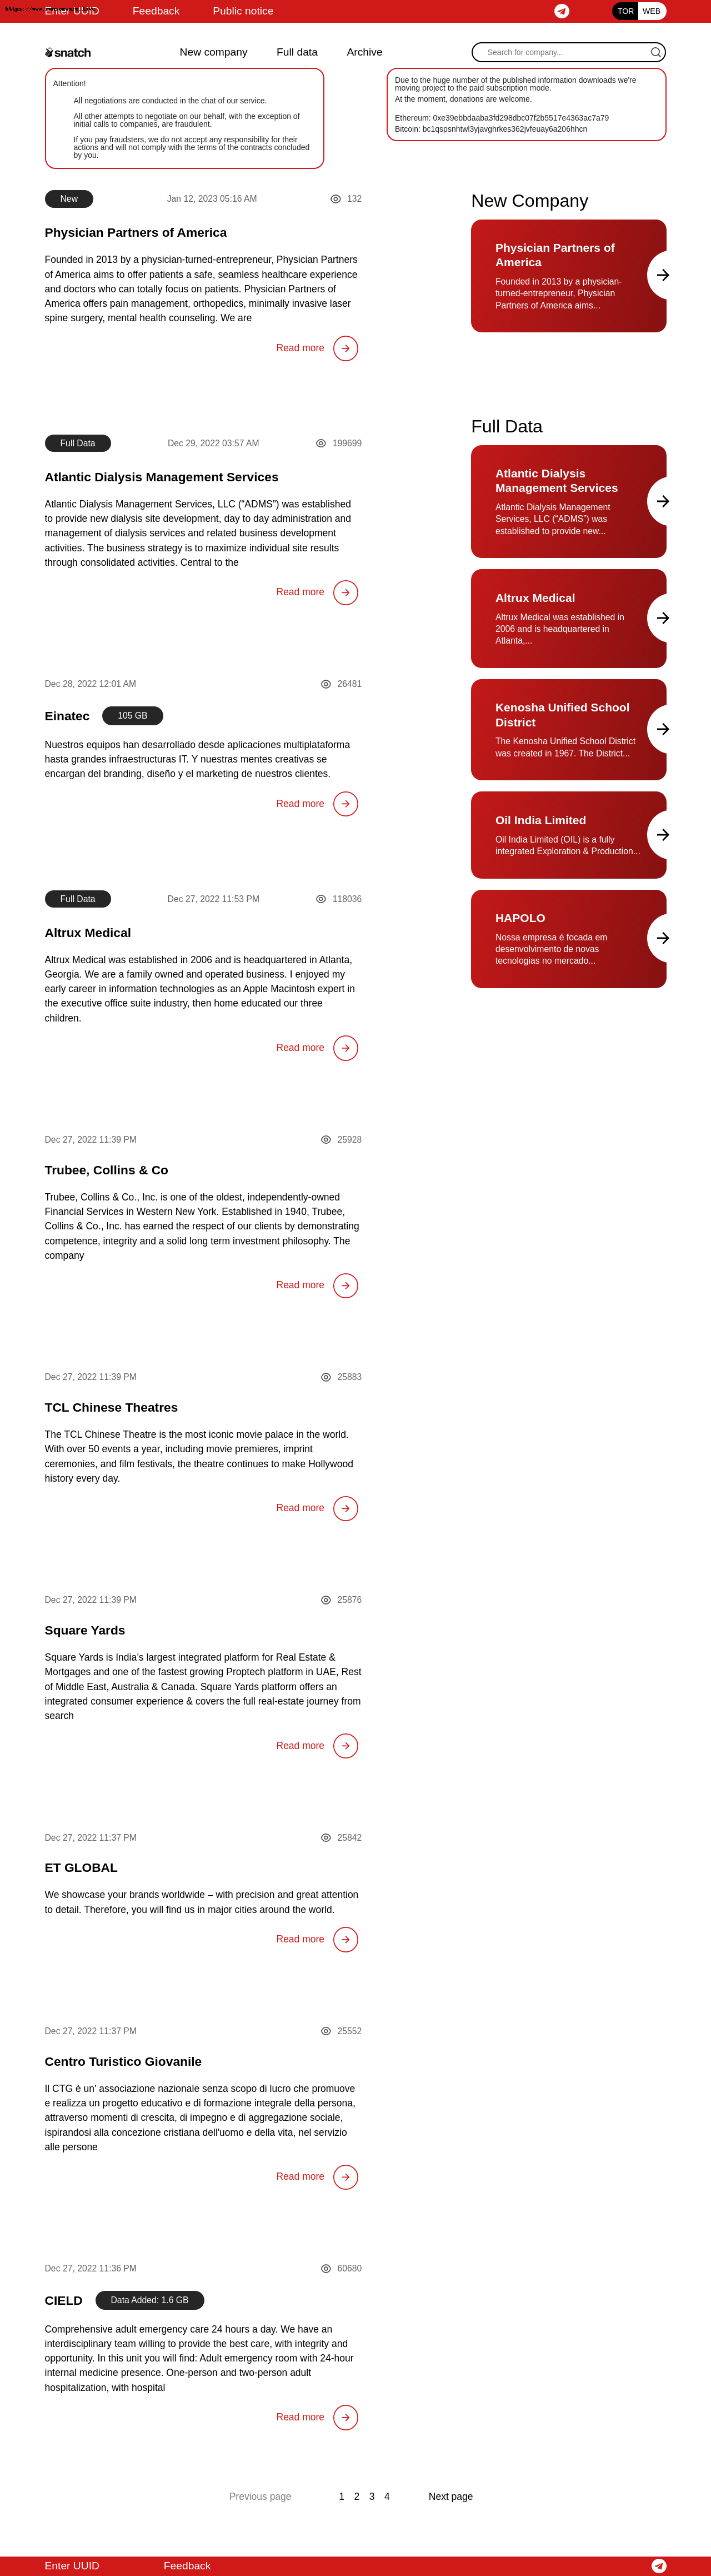 Enter UUID Feedback Public notice TOR WEB
snatch New company Full data Archive Search for company...
Attention!
All negotiations are conducted in the chat of our service.
All other attempts to negotiate on our behalf, with the exception of
initial calls to companies, are fraudulent.
If you pay fraudsters, we do not accept any responsibility for their
actions and will not comply with the terms of the contracts concluded
by you.
Due to the huge number of the published information downloads we're
moving project to the paid subscription mode.
At the moment, donations are welcome.
Ethereum: 0xe39ebbdaaba3fd298dbc07f2b5517e4363ac7a79
Bitcoin: bc1qspsnhtwl3yjavghrkes362jvfeuay6a206hhcn
New Jan 12, 2023 05:16 AM 132
Physician Partners of America
Founded in 2013 by a physician-turned-entrepreneur, Physician Partners
of America aims to offer patients a safe, seamless healthcare experience
and doctors who can totally focus on patients. Physician Partners of
America offers pain management, orthopedics, minimally invasive laser
spine surgery, mental health counseling. We are
Read more
Full Data Dec 29, 2022 03:57 AM 199699
Atlantic Dialysis Management Services
Atlantic Dialysis Management Services, LLC (“ADMS”) was established
to provide new dialysis site development, day to day administration and
management of dialysis services and related business development
activities. The business strategy is to maximize individual site results
through consolidated activities. Central to the
Read more
Dec 28, 2022 12:01 AM 26481
Einatec 105 GB
Nuestros equipos han desarrollado desde aplicaciones multiplataforma
hasta grandes infraestructuras IT. Y nuestras mentes creativas se
encargan del branding, diseño y el marketing de nuestros clientes.
Read more
Full Data Dec 27, 2022 11:53 PM 118036
Altrux Medical
Altrux Medical was established in 2006 and is headquartered in Atlanta,
Georgia. We are a family owned and operated business. I enjoyed my
early career in information technologies as an Apple Macintosh expert in
the executive office suite industry, then home educated our three
children.
Read more
Dec 27, 2022 11:39 PM 25928
Trubee, Collins & Co
Trubee, Collins & Co., Inc. is one of the oldest, independently-owned
Financial Services in Western New York. Established in 1940, Trubee,
Collins & Co., Inc. has earned the respect of our clients by demonstrating
competence, integrity and a solid long term investment philosophy. The
company
Read more
Dec 27, 2022 11:39 PM 25883
TCL Chinese Theatres
The TCL Chinese Theatre is the most iconic movie palace in the world.
With over 50 events a year, including movie premieres, imprint
ceremonies, and film festivals, the theatre continues to make Hollywood
history every day.
Read more
Dec 27, 2022 11:39 PM 25876
Square Yards
Square Yards is India’s largest integrated platform for Real Estate &
Mortgages and one of the fastest growing Proptech platform in UAE, Rest
of Middle East, Australia & Canada. Square Yards platform offers an
integrated consumer experience & covers the full real-estate journey from
search
Read more
Dec 27, 2022 11:37 PM 25842
ET GLOBAL
We showcase your brands worldwide – with precision and great attention
to detail. Therefore, you will find us in major cities around the world.
Read more
Dec 27, 2022 11:37 PM 25552
Centro Turistico Giovanile
Il CTG è un' associazione nazionale senza scopo di lucro che promuove
e realizza un progetto educativo e di formazione integrale della persona,
attraverso momenti di crescita, di impegno e di aggregazione sociale,
ispirandosi alla concezione cristiana dell'uomo e della vita, nel servizio
alle persone
Read more
Dec 27, 2022 11:36 PM 60680
CIELD Data Added: 1.6 GB
Comprehensive adult emergency care 24 hours a day. We have an
interdisciplinary team willing to provide the best care, with integrity and
opportunity. In this unit you will find: Adult emergency room with 24-hour
internal medicine presence. One-person and two-person adult
hospitalization, with hospital
Read more
New Company
Physician Partners of
America
Founded in 2013 by a physician-
turned-entrepreneur, Physician
Partners of America aims...
Full Data
Atlantic Dialysis
Management Services
Atlantic Dialysis Management
Services, LLC (“ADMS”) was
established to provide new...
Altrux Medical
Altrux Medical was established in
2006 and is headquartered in
Atlanta,...
Kenosha Unified School
District
The Kenosha Unified School District
was created in 1967. The District...
Oil India Limited
Oil India Limited (OIL) is a fully
integrated Exploration & Production...
HAPOLO
Nossa empresa é focada em
desenvolvimento de novas
tecnologias no mercado...
Previous page 1 2 3 4 Next page
Enter UUID Feedback